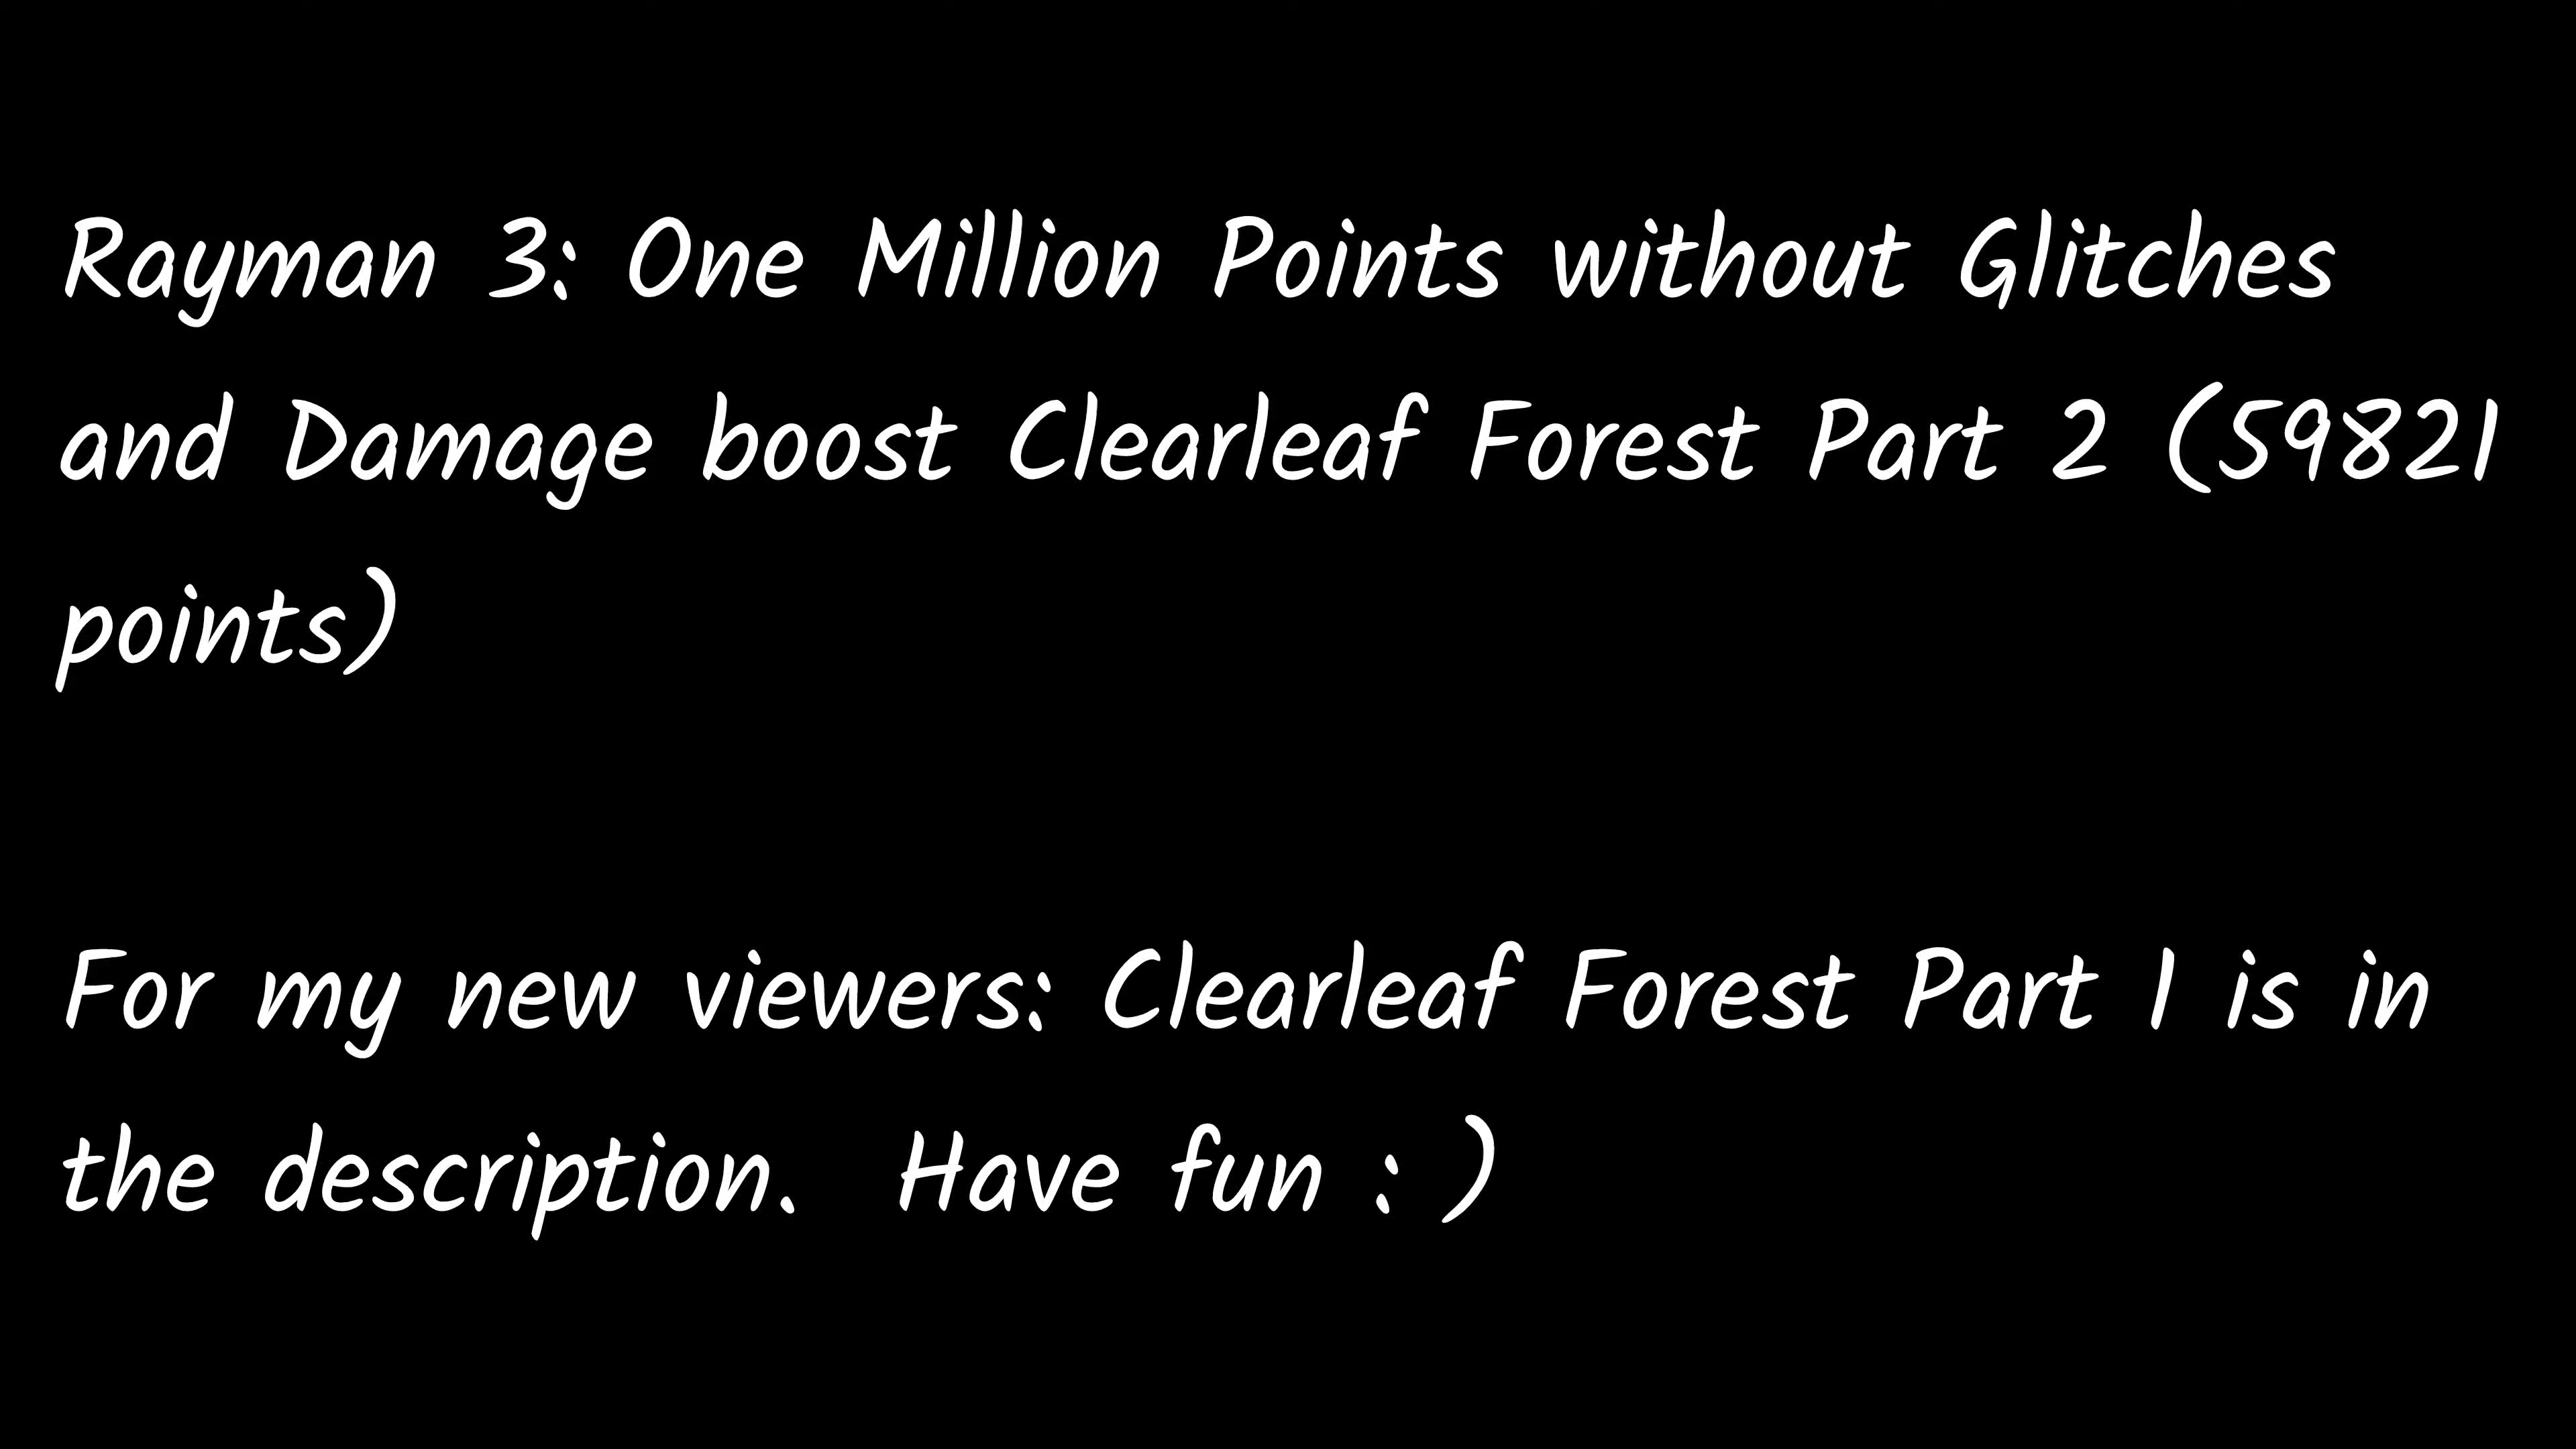 Rayman 3: One Million Points without Glitches
and Damage boost Clearleaf Forest Part 2 (59821
points)
For my new viewers: Clearleaf Forest Part 1 is in
the description.  Have fun : )